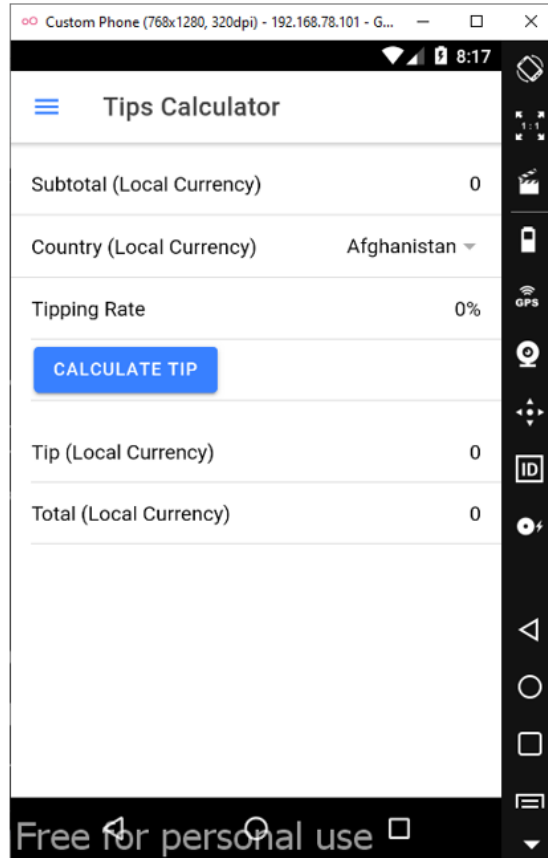 Custom Phone (768x1280, 320dpi) - 192.168.78.101 - G...
8:17
Tips Calculator
1:1
Subtotal (Local Currency) 0
Country (Local Currency) Afghanistan
GPS
Tipping Rate 0%
CALCULATE TIP
Tip (Local Currency) 0
ID
Total (Local Currency) 0
Free for personal use